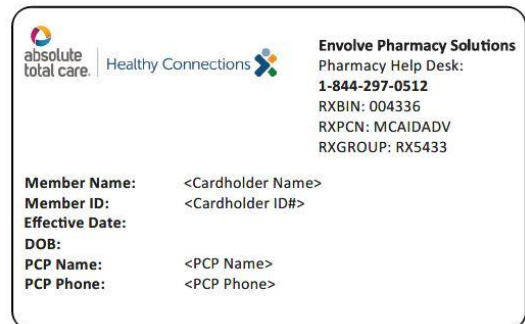 absolute
total care.
Healthy Connections
Envolve Pharmacy Solutions
Pharmacy Help Desk:
1-844-297-0512
RXBIN: 004336
RXPCN: MCAIDADV
RXGROUP: RX5433
Member Name: <Cardholder Name>
Member ID: <Cardholder ID#>
Effective Date:
DOB:
PCP Name: <PCP Name>
PCP Phone: <PCP Phone>